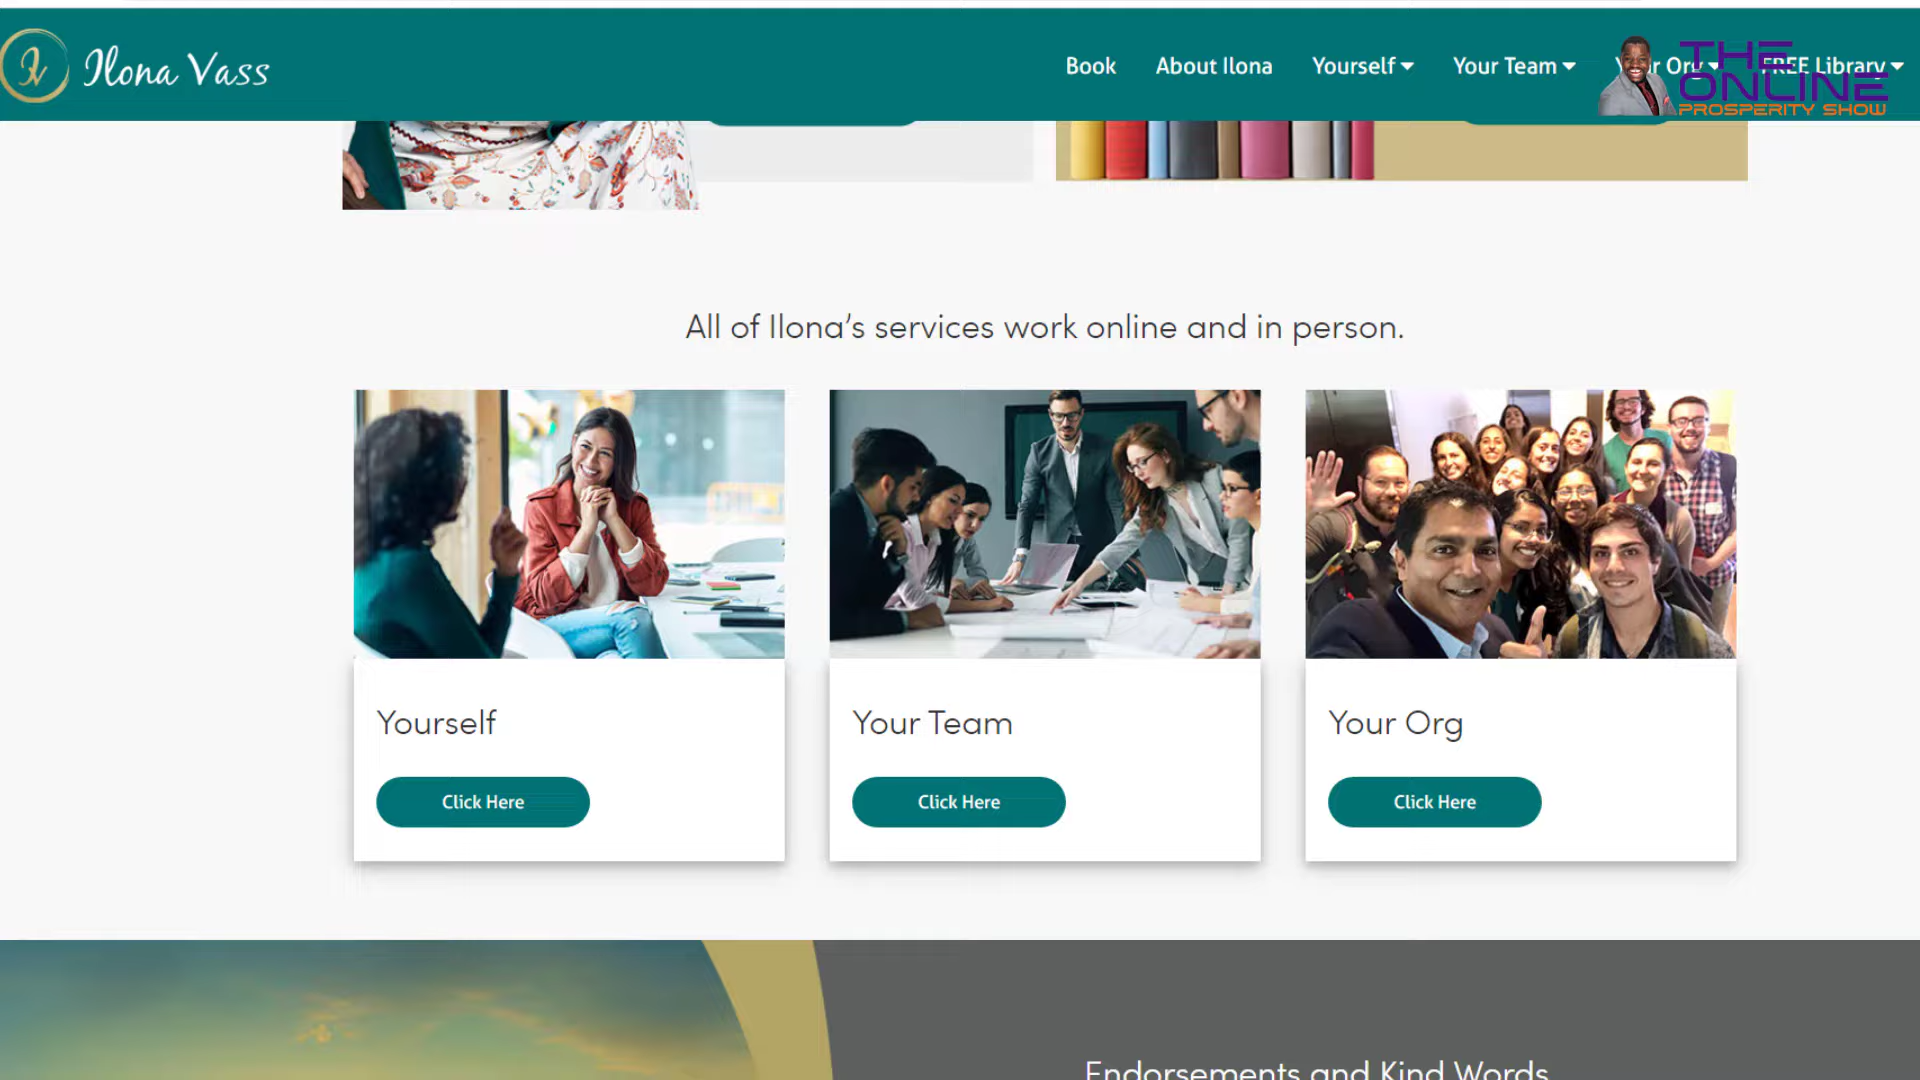 Ilona Vass
Book
About Ilona
Yourself
Your Team
Your Org
FREE Library
THE
ONLINE
PROSPERITY SHOW
All of Ilona’s services work online and in person.
Yourself
Your Team
Your Org
Click Here
Click Here
Click Here
Endorsements and Kind Words